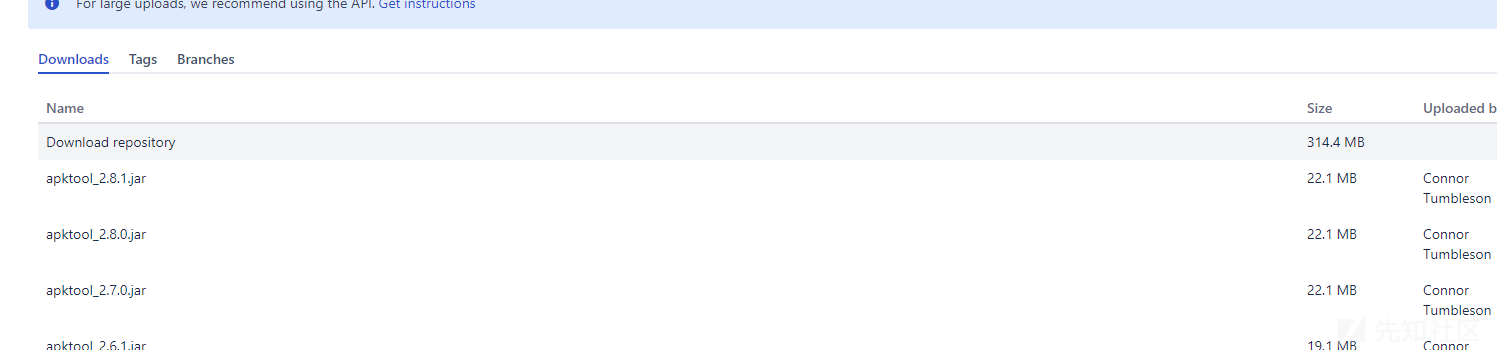 For large uploads, we recommend using the API. Get instructions
Downloads Tags Branches
Name Size Uploaded b
Download repository 314.4 MB
apktool_2.8.1.jar 22.1 MB Connor
Tumbleson
apktool_2.8.0.jar 22.1 MB Connor
Tumbleson
apktool_2.7.0.jar 22.1 MB Connor
Tumbleson
apktool_2.6.1.jar 19.1 MB Connor
先知社区